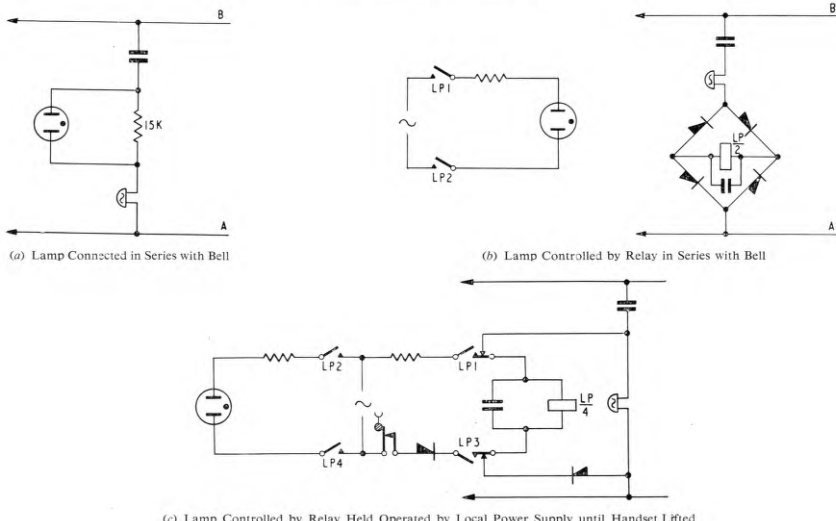 B
15K
A
(a) Lamp Connected in Series with Bell
LP1
LP2
B
LP/2
A
(b) Lamp Controlled by Relay in Series with Bell
LP2
LP1
LP/4
LP4
LP3
(c) Lamp Controlled by Relay Held Operated by Local Power Supply until Handset Lifted